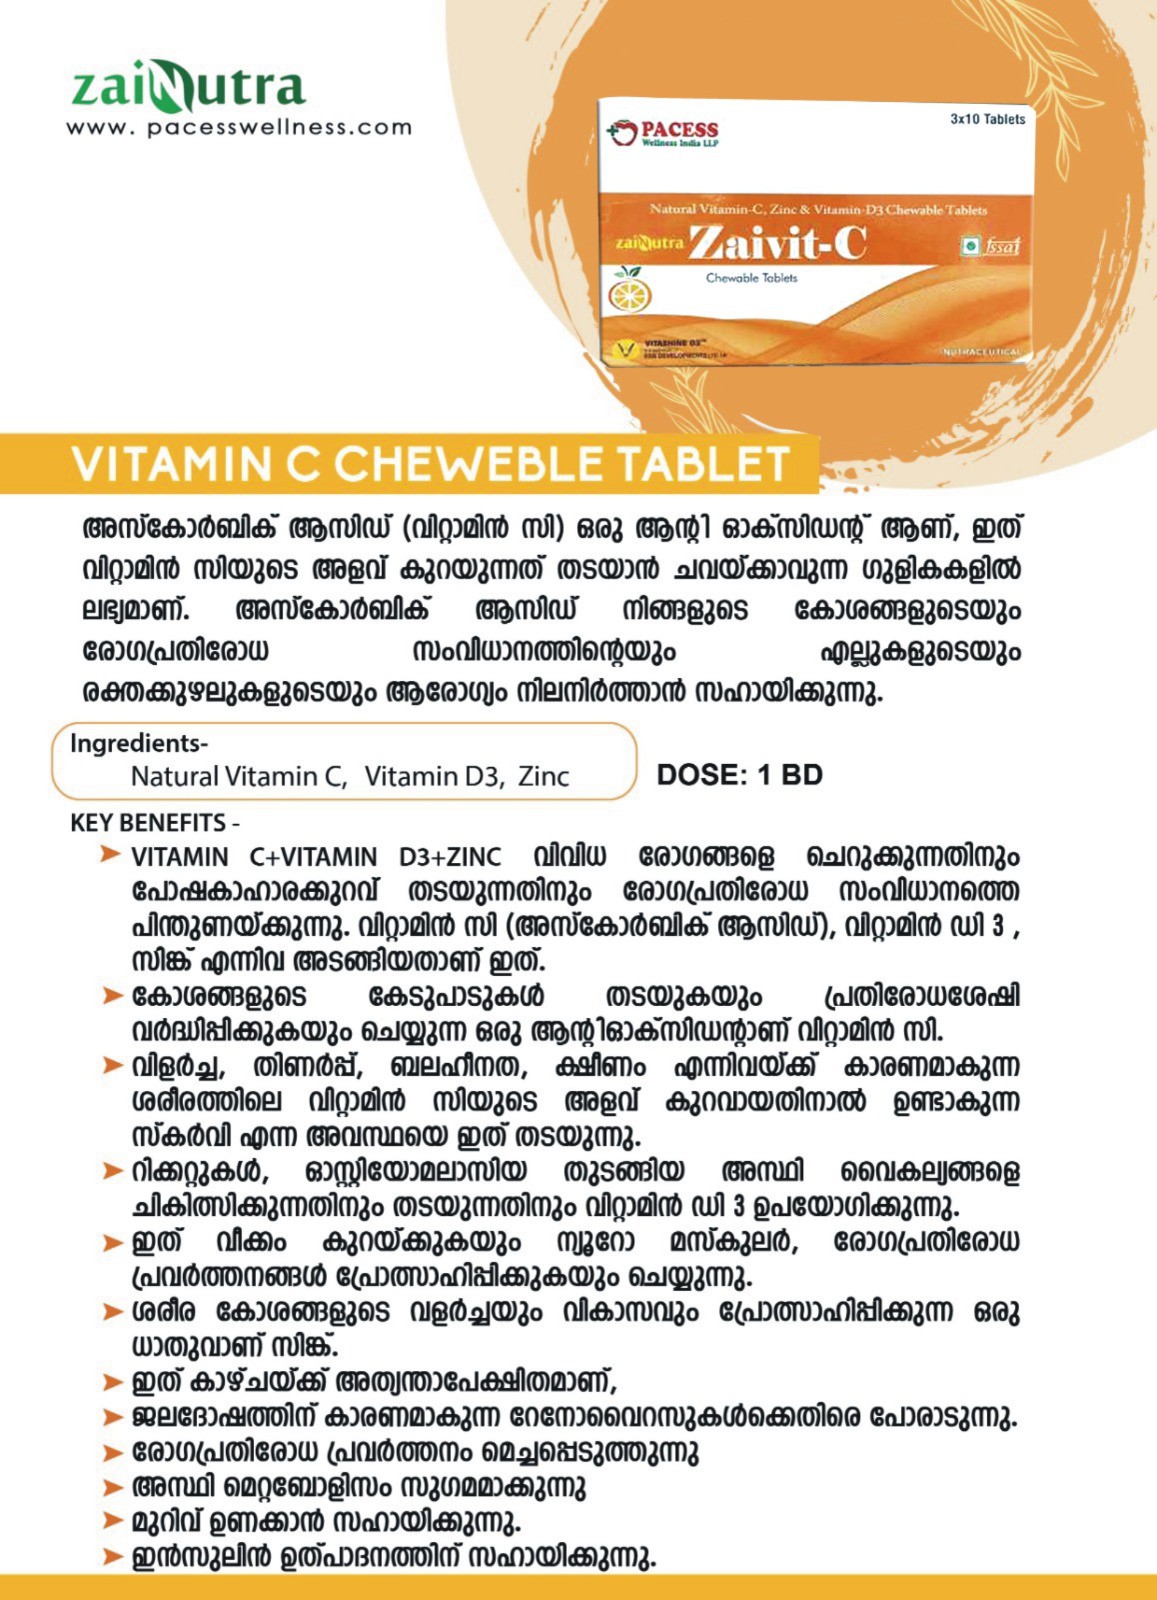 zaiNutra
www. pacesswellness.com
PACESS
Wellness India LLP
3x10 Tablets
Natural Vitamin-C, Zinc & Vitamin-D3 Chewable Tablets
zaiNutra Zaivit-C
fssai
Chewable Tablets
VITASHINE D3™
NUTRACEUTICAL
VITAMIN C CHEWEBLE TABLET
അസ്കോർബിക് ആസിഡ് (വിറ്റാമിൻ സി) ഒരു ആന്റി ഓക്സിഡന്റ് ആണ്, ഇത്
വിറ്റാമിൻ സിയുടെ അളവ് കുറയുന്നത് തടയാൻ ചവയ്ക്കാവുന്ന ഗുളികകളിൽ
ലഭ്യമാണ്. അസ്കോർബിക് ആസിഡ് നിങ്ങളുടെ കോശങ്ങളുടെയും
രോഗപ്രതിരോധ സംവിധാനത്തിന്റെയും എല്ലുകളുടെയും
രക്തക്കുഴലുകളുടെയും ആരോഗ്യം നിലനിർത്താൻ സഹായിക്കുന്നു.
Ingredients-
Natural Vitamin C, Vitamin D3, Zinc
DOSE: 1 BD
KEY BENEFITS -
VITAMIN C+VITAMIN D3+ZINC വിവിധ രോഗങ്ങളെ ചെറുക്കുന്നതിനും
പോഷകാഹാരക്കുറവ് തടയുന്നതിനും രോഗപ്രതിരോധ സംവിധാനത്തെ
പിന്തുണയ്ക്കുന്നു. വിറ്റാമിൻ സി (അസ്കോർബിക് ആസിഡ്), വിറ്റാമിൻ ഡി 3 ,
സിങ്ക് എന്നിവ അടങ്ങിയതാണ് ഇത്.
കോശങ്ങളുടെ കേടുപാടുകൾ തടയുകയും പ്രതിരോധശേഷി
വർദ്ധിപ്പിക്കുകയും ചെയ്യുന്ന ഒരു ആന്റിഓക്സിഡന്റാണ് വിറ്റാമിൻ സി.
വിളർച്ച, തിണർപ്പ്, ബലഹീനത, ക്ഷീണം എന്നിവയ്ക്ക് കാരണമാകുന്ന
ശരീരത്തിലെ വിറ്റാമിൻ സിയുടെ അളവ് കുറവായതിനാൽ ഉണ്ടാകുന്ന
സ്കർവി എന്ന അവസ്ഥയെ ഇത് തടയുന്നു.
റിക്കറ്റുകൾ, ഓസ്റ്റിയോമലാസിയ തുടങ്ങിയ അസ്ഥി വൈകല്യങ്ങളെ
ചികിത്സിക്കുന്നതിനും തടയുന്നതിനും വിറ്റാമിൻ ഡി 3 ഉപയോഗിക്കുന്നു.
ഇത് വീക്കം കുറയ്ക്കുകയും ന്യൂറോ മസ്കുലർ, രോഗപ്രതിരോധ
പ്രവർത്തനങ്ങൾ പ്രോത്സാഹിപ്പിക്കുകയും ചെയ്യുന്നു.
ശരീര കോശങ്ങളുടെ വളർച്ചയും വികാസവും പ്രോത്സാഹിപ്പിക്കുന്ന ഒരു
ധാതുവാണ് സിങ്ക്.
ഇത് കാഴ്ചയ്ക്ക് അത്യന്താപേക്ഷിതമാണ്,
ജലദോഷത്തിന് കാരണമാകുന്ന റേനോവൈറസുകൾക്കെതിരെ പോരാടുന്നു.
രോഗപ്രതിരോധ പ്രവർത്തനം മെച്ചപ്പെടുത്തുന്നു
അസ്ഥി മെറ്റബോളിസം സുഗമമാക്കുന്നു
മുറിവ് ഉണക്കാൻ സഹായിക്കുന്നു.
ഇൻസുലിൻ ഉത്പാദനത്തിന് സഹായിക്കുന്നു.